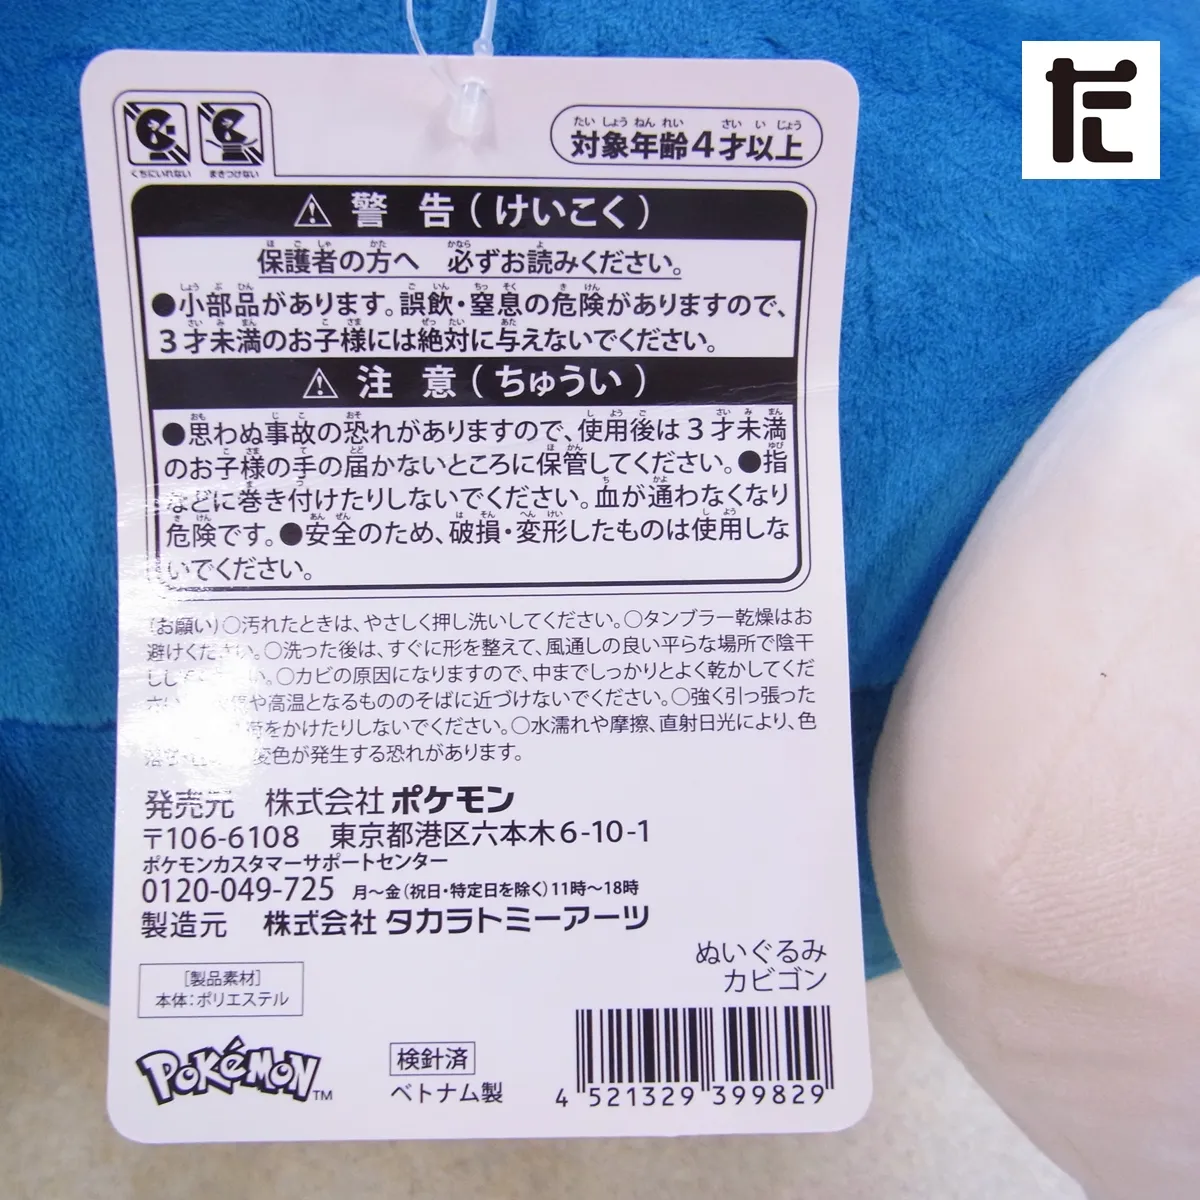 くちにいれない まきつけない
対象年齢4才以上
警 告(けいこく)
保護者の方へ 必ずお読みください。
●小部品があります。誤飲・窒息の危険がありますので、
3才未満のお子様には絶対に与えないでください。
注 意(ちゅうい)
●思わぬ事故の恐れがありますので、使用後は3才未満
のお子様の手の届かないところに保管してください。●指
などに巻き付けたりしないでください。血が通わなくなり
危険です。●安全のため、破損・変形したものは使用しな
いでください。
(お願い)○汚れたときは、やさしく押し洗いしてください。○タンブラー乾燥はお
避けください。○洗った後は、すぐに形を整えて、風通しの良い平らな場所で陰干
い。○カビの原因になりますので、中までしっかりとよく乾かしてくだ
や高温となるもののそばに近づけないでください。○強く引っ張った
をかけたりしないでください。○水濡れや摩擦、直射日光により、色
変色が発生する恐れがあります。
発売元 株式会社ポケモン
〒106-6108 東京都港区六本木6-10-1
ポケモンカスタマーサポートセンター
0120-049-725 月～金(祝日・特定日を除く)11時～18時
製造元 株式会社タカラトミーアーツ
ぬいぐるみ
カビゴン
[製品素材]
本体:ポリエステル
POKéMON TM
検針済
ベトナム製
4 521329 399829